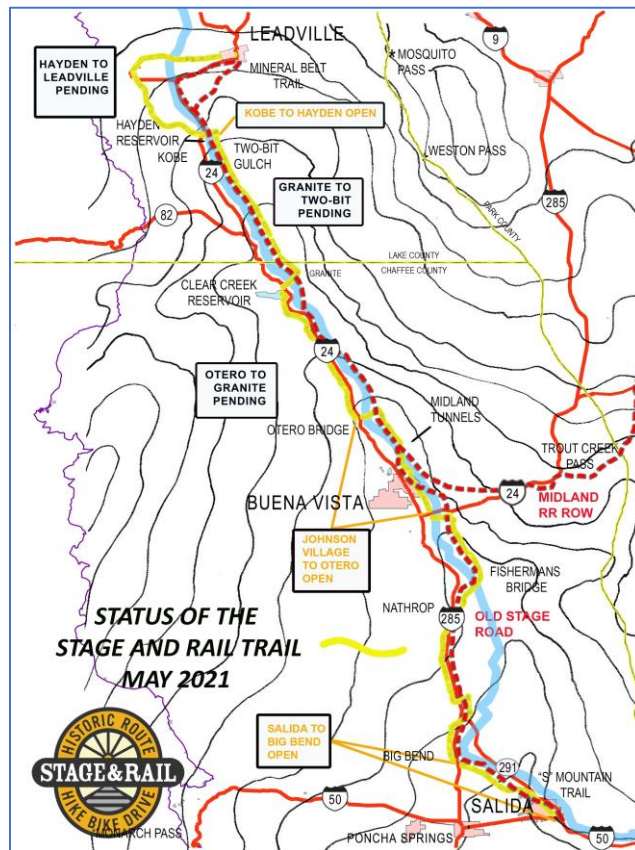 LEADVILLE
9
HAYDEN TO
LEADVILLE
PENDING
MINERAL BELT
TRAIL
MOSQUITO
PASS
KOBE TO HAYDEN OPEN
HAYDEN
RESERVOIR
KOBE
TWO-BIT
GULCH
WESTON PASS
24
GRANITE TO
TWO-BIT
PENDING
285
82
PARK COUNTY
LAKE COUNTY
CHAFFEE COUNTY
GRANITE
CLEAR CREEK
RESERVOIR
24
OTERO TO
GRANITE
PENDING
MIDLAND
TUNNELS
OTERO BRIDGE
TROUT CREEK
PASS
BUENA VISTA
24
MIDLAND
RR ROW
JOHNSON
VILLAGE
TO OTERO
OPEN
FISHERMANS
BRIDGE
NATHROP
285
OLD STAGE
ROAD
STATUS OF THE
STAGE AND RAIL TRAIL
MAY 2021
SALIDA TO
BIG BEND
OPEN
BIG BEND
291
"S" MOUNTAIN
TRAIL
SALIDA
HISTORIC ROUTE
STAGE&RAIL
HIKE BIKE DRIVE
50
MONARCH PASS
PONCHA SPRINGS
50